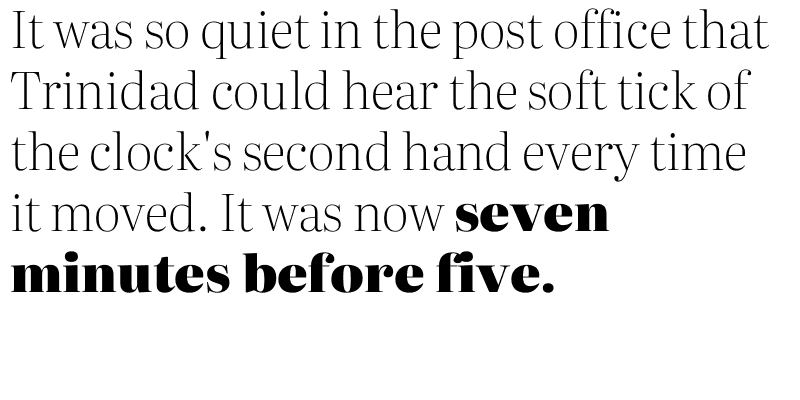 It was so quiet in the post office that
Trinidad could hear the soft tick of
the clock's second hand every time
it moved. It was now seven
minutes before five.